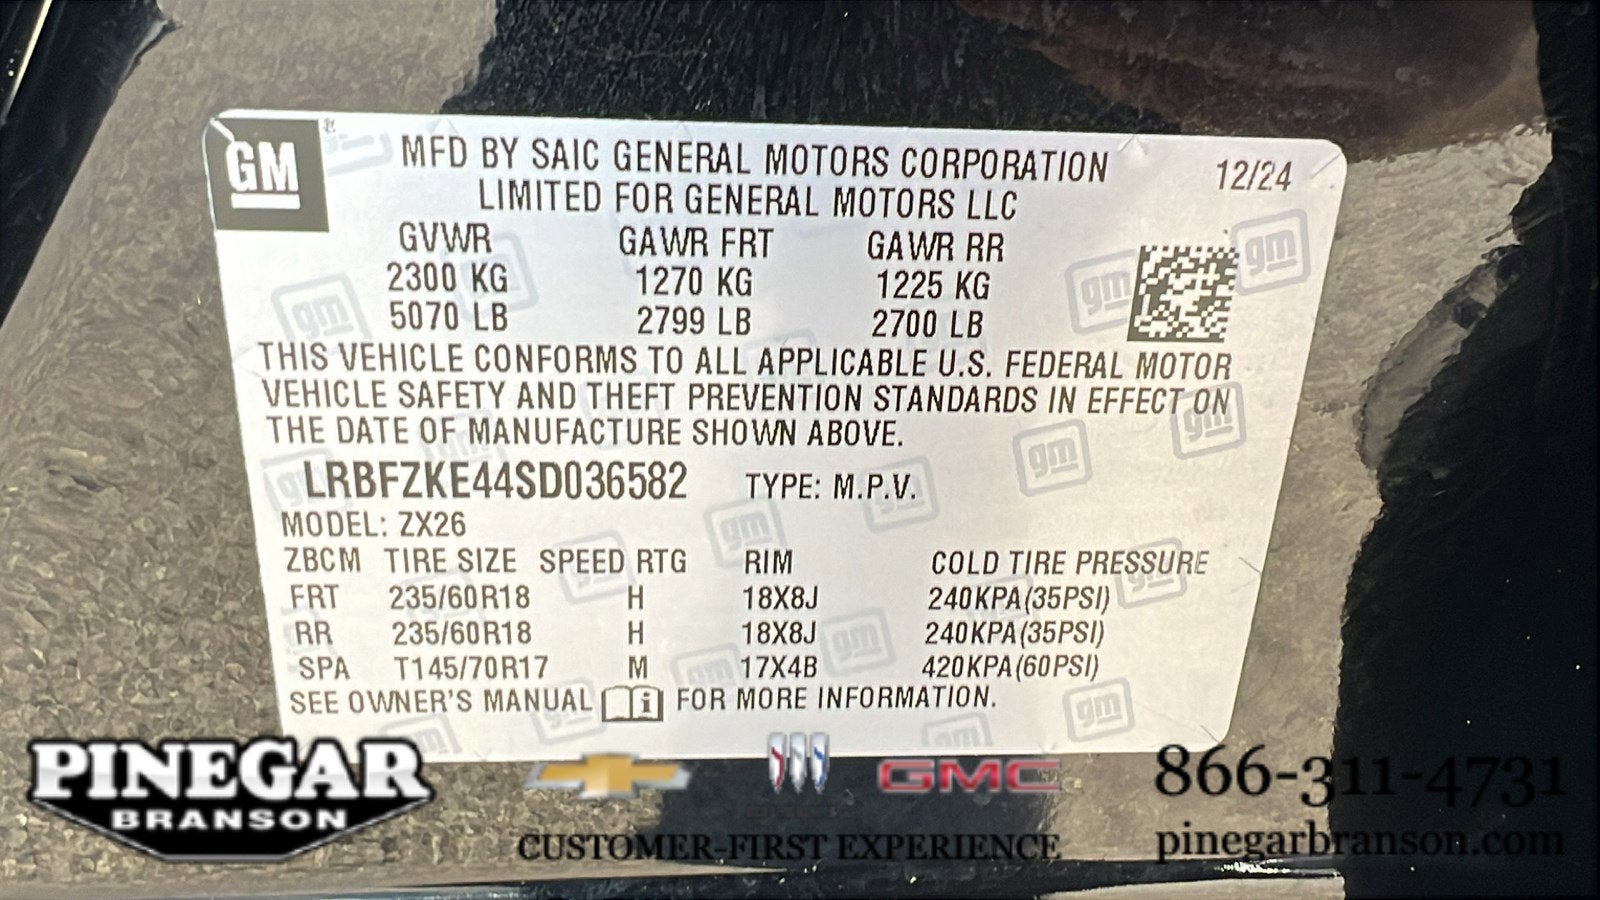 GM
MFD BY SAIC GENERAL MOTORS CORPORATION
LIMITED FOR GENERAL MOTORS LLC
12/24
GVWR GAWR FRT GAWR RR
2300 KG 1270 KG 1225 KG
5070 LB 2799 LB 2700 LB
THIS VEHICLE CONFORMS TO ALL APPLICABLE U.S. FEDERAL MOTOR
VEHICLE SAFETY AND THEFT PREVENTION STANDARDS IN EFFECT ON
THE DATE OF MANUFACTURE SHOWN ABOVE.
LRBFZKE44SD036582 TYPE: M.P.V.
MODEL: ZX26
ZBCM TIRE SIZE SPEED RTG RIM COLD TIRE PRESSURE
FRT 235/60R18 H 18X8J 240KPA(35PSI)
RR 235/60R18 H 18X8J 240KPA(35PSI)
SPA T145/70R17 M 17X4B 420KPA(60PSI)
SEE OWNER'S MANUAL i FOR MORE INFORMATION.
PINEGAR
BRANSON
GMC
CUSTOMER-FIRST EXPERIENCE
866-311-4731
pinegarbranson.com